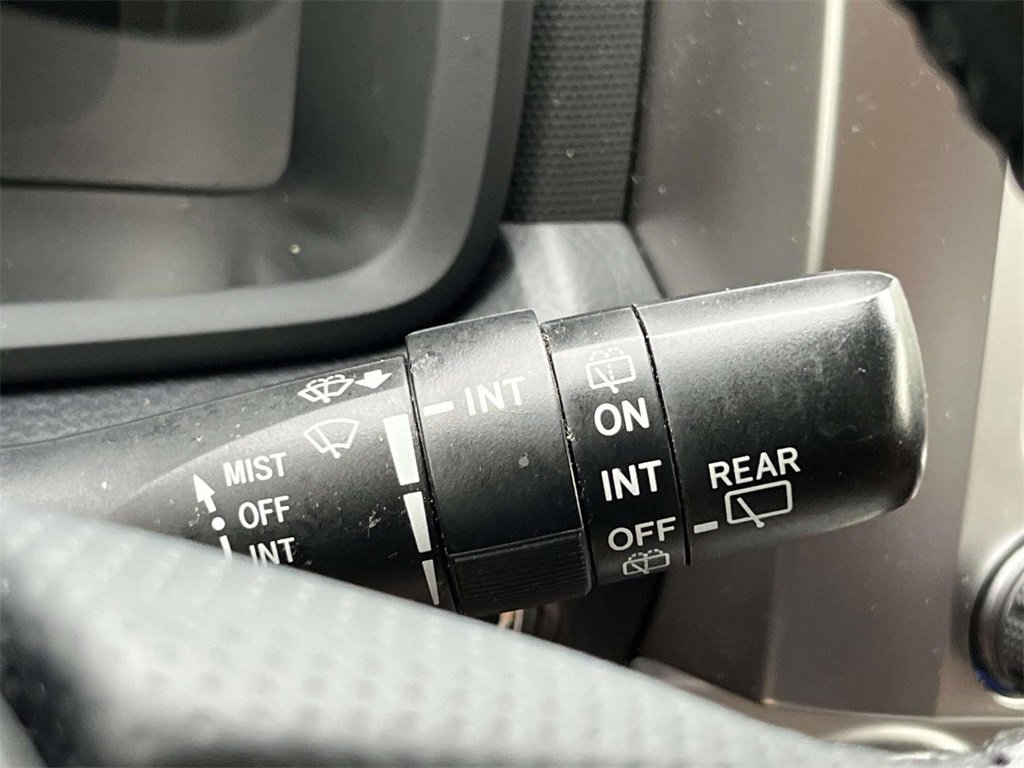 MIST
OFF
INT
INT
ON
INT
OFF
REAR